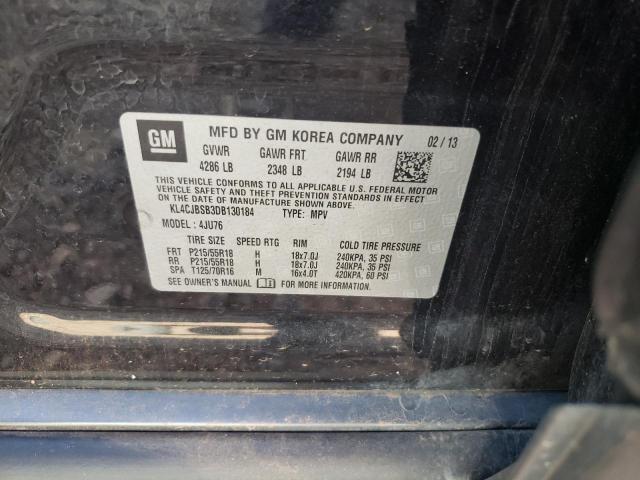 GM MFD BY GM KOREA COMPANY 02 / 13
GVWR GAWR FRT GAWR RR
4286 LB 2348 LB 2194 LB
THIS VEHICLE CONFORMS TO ALL APPLICABLE U.S. FEDERAL MOTOR
VEHICLE SAFETY AND THEFT PREVENTION STANDARDS IN EFFECT
ON THE DATE OF MANUFACTURE SHOWN ABOVE.
KL4CJBSB3DB130184 TYPE: MPV
MODEL : 4JU76
TIRE SIZE SPEED RTG RIM COLD TIRE PRESSURE
FRT P215/55R18 H 18x7.0J 240KPA, 35 PSI
RR P215/55R18 H 18x7.0J 240KPA, 35 PSI
SPA T125/70R16 M 16x4.0T 420KPA, 60 PSI
SEE OWNER'S MANUAL FOR MORE INFORMATION.